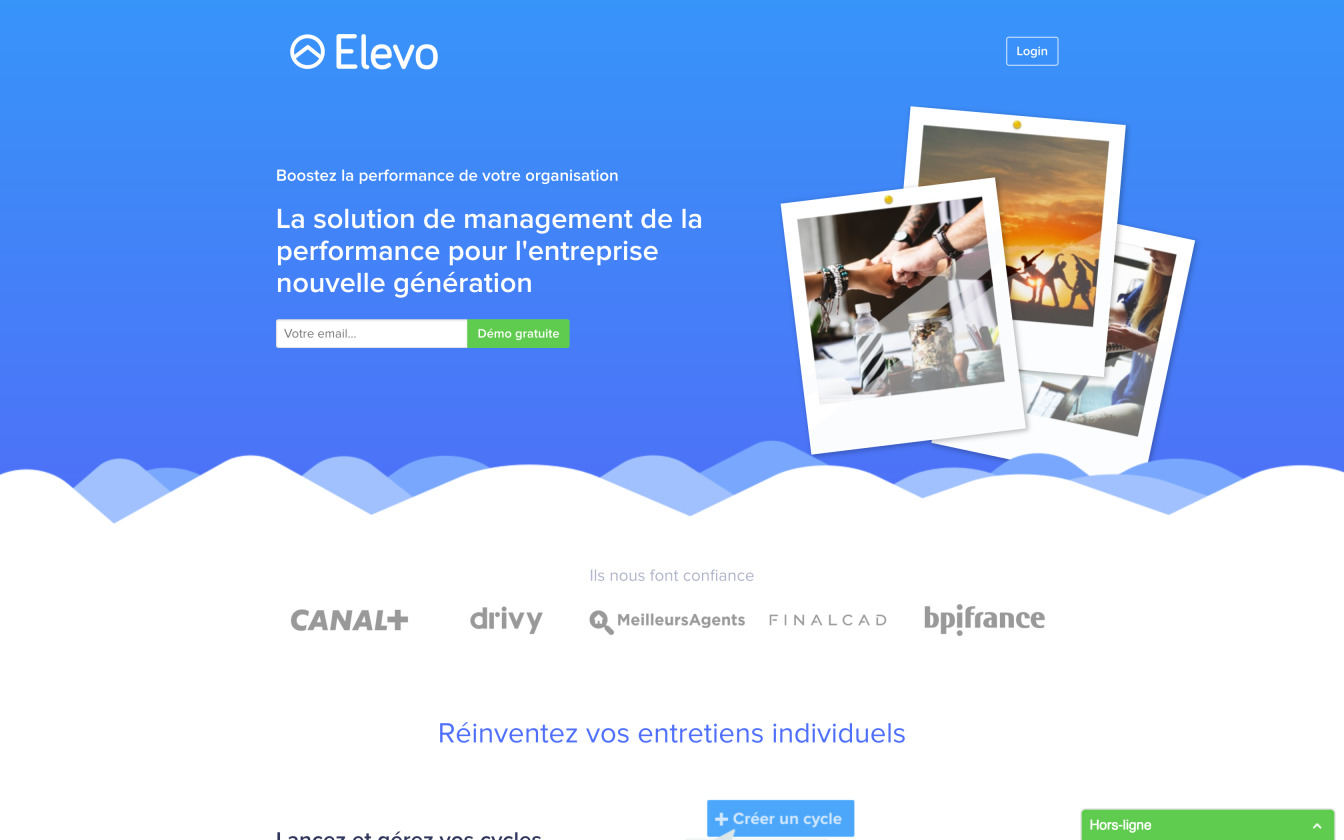 Elevo
Login
Boostez la performance de votre organisation
La solution de management de la
performance pour l'entreprise
nouvelle génération
Votre email...
Démo gratuite
Ils nous font confiance
CANAL+
drivy
MeilleursAgents
FINALCAD
bpifrance
Réinventez vos entretiens individuels
+ Créer un cycle
Lancez et gérez vos cycles
Hors-ligne